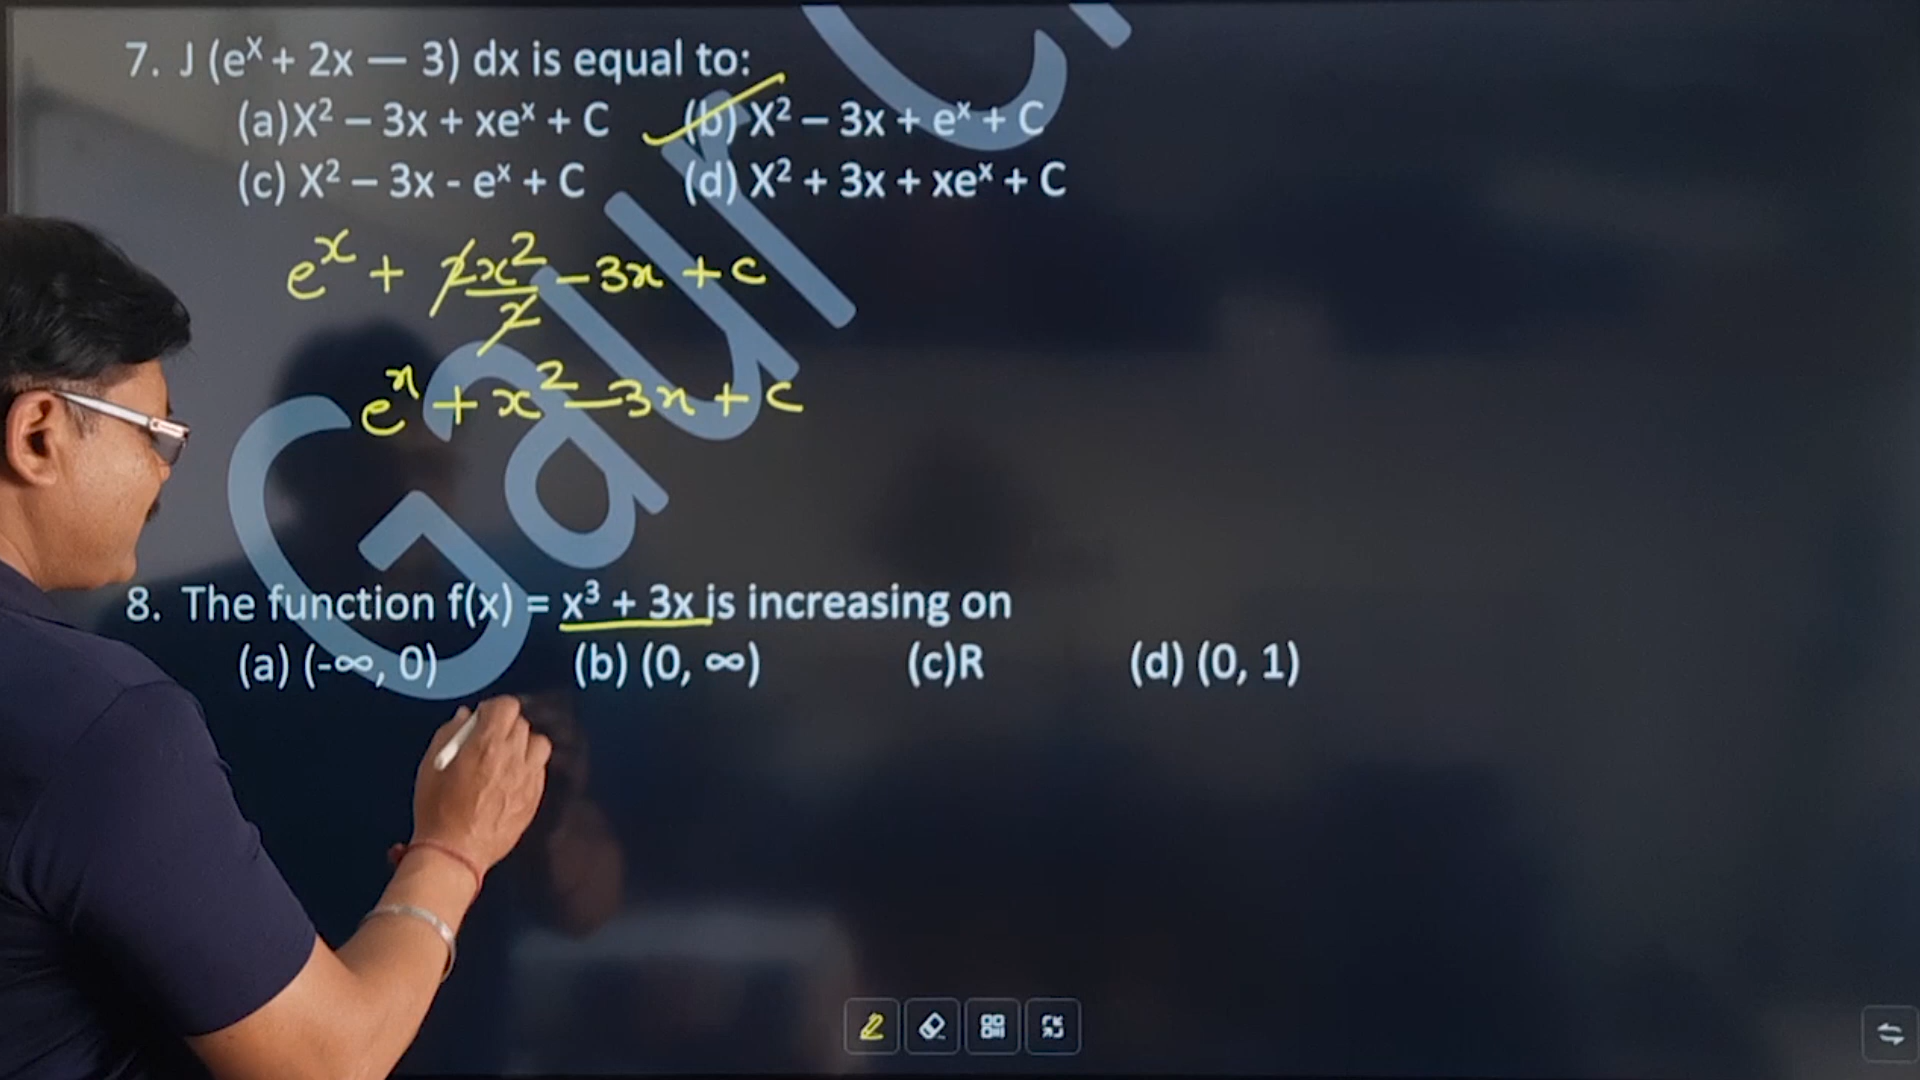 7. J (eˣ + 2x — 3) dx is equal to:
(a)X² – 3x + xeˣ + C (b) X² – 3x + eˣ + C
(c) X² – 3x - eˣ + C (d) X² + 3x + xeˣ + C
eˣ + 2x²/2 – 3x + c
eˣ + x² – 3x + c
8. The function f(x) = x³ + 3x is increasing on
(a) (-∞, 0) (b) (0, ∞) (c)R (d) (0, 1)
Gaur